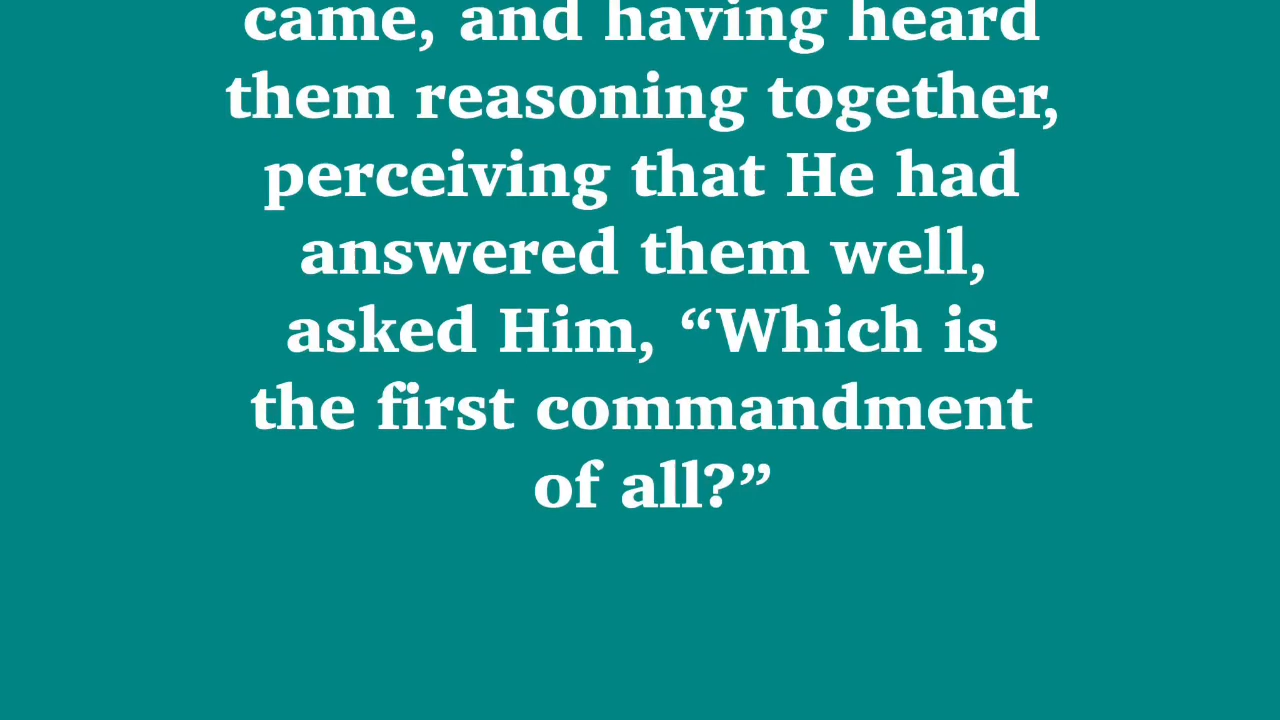 came, and having heard
them reasoning together,
perceiving that He had
answered them well,
asked Him, “Which is
the first commandment
of all?”